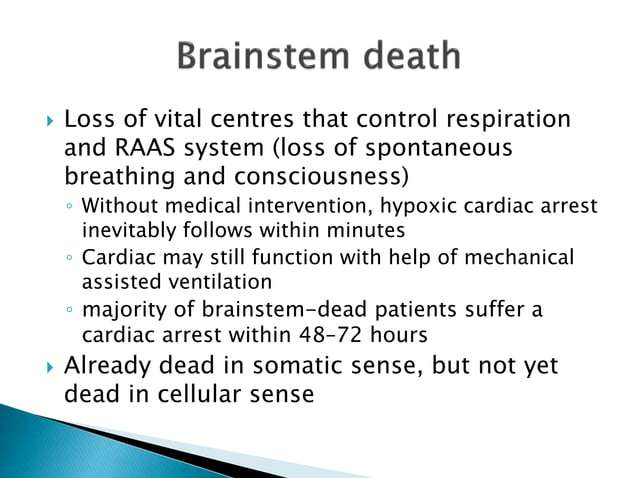 Brainstem death
Loss of vital centres that control respiration
and RAAS system (loss of spontaneous
breathing and consciousness)
Without medical intervention, hypoxic cardiac arrest
inevitably follows within minutes
Cardiac may still function with help of mechanical
assisted ventilation
majority of brainstem-dead patients suffer a
cardiac arrest within 48-72 hours
Already dead in somatic sense, but not yet
dead in cellular sense